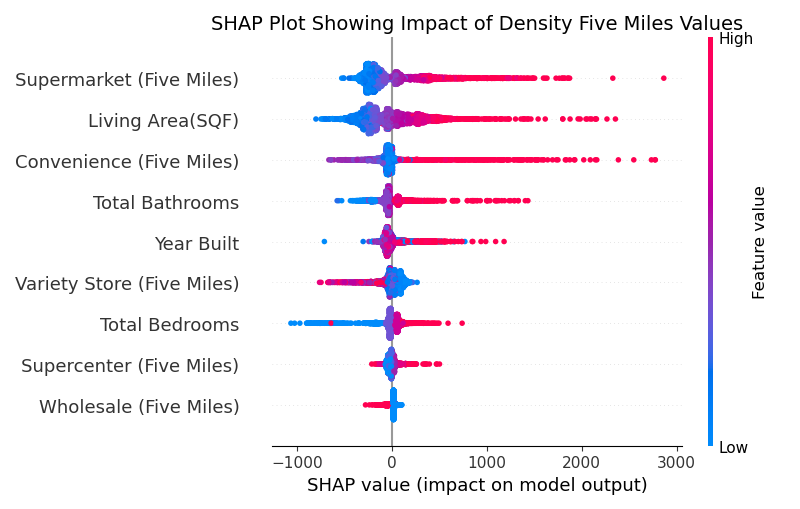 SHAP Plot Showing Impact of Density Five Miles Values
High
Supermarket (Five Miles)
Living Area(SQF)
Convenience (Five Miles)
Total Bathrooms
Year Built
Variety Store (Five Miles)
Total Bedrooms
Supercenter (Five Miles)
Wholesale (Five Miles)
Feature value
Low
−1000 0 1000 2000 3000
SHAP value (impact on model output)